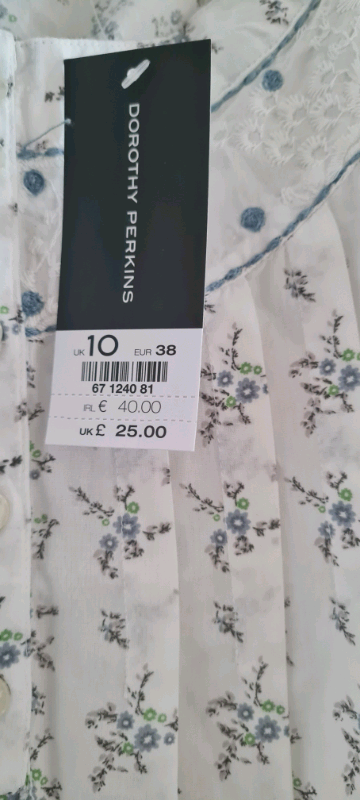 DOROTHY PERKINS
UK 10 EUR 38
67 1240 81
IRL € 40.00
UK £ 25.00